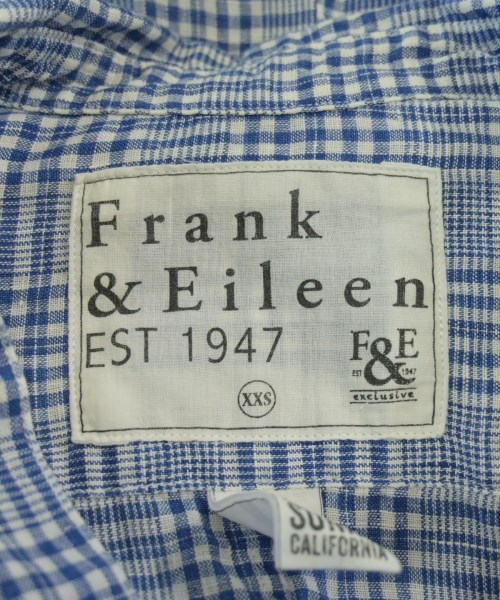 Frank
& Eileen
EST 1947
F&E
EST 1947
exclusive
XXS
CALIFORNIA